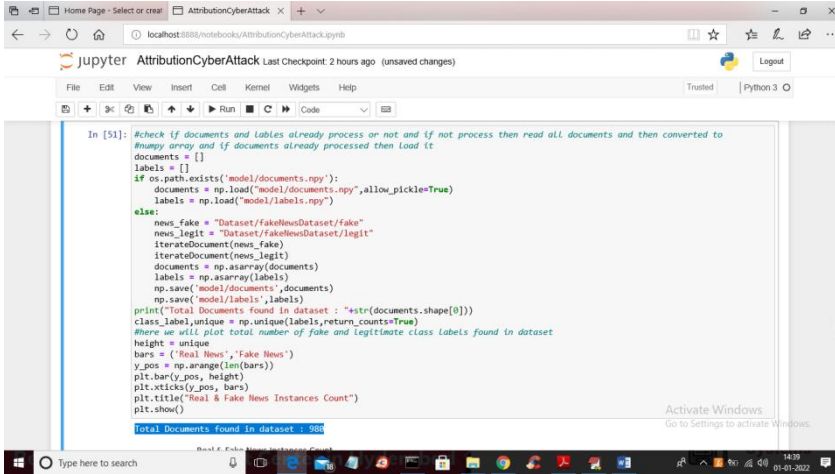 Home Page - Select or creat
AttributionCyberAttack
localhost:8888/notebooks/AttributionCyberAttack.ipynb
jupyter AttributionCyberAttack Last Checkpoint: 2 hours ago (unsaved changes)
Logout
File Edit View Insert Cell Kernel Widgets Help
Trusted
Python 3
Run
Code
In [51]: #check if documents and lables already process or not and if not process then read all documents and then converted to
#numpy array and if documents already processed then load it
documents = []
labels = []
if os.path.exists('model/documents.npy'):
documents = np.load("model/documents.npy",allow_pickle=True)
labels = np.load("model/labels.npy")
else:
news_fake = "Dataset/fakeNewsDataset/fake"
news_legit = "Dataset/fakeNewsDataset/legit"
iterateDocument(news_fake)
iterateDocument(news_legit)
documents = np.asarray(documents)
labels = np.asarray(labels)
np.save('model/documents',documents)
np.save('model/labels',labels)
print("Total Documents found in dataset : "+str(documents.shape[0]))
class_label,unique = np.unique(labels,return_counts=True)
#here we will plot total number of fake and legitimate class labels found in dataset
height = unique
bars = ('Real News','Fake News')
y_pos = np.arange(len(bars))
plt.bar(y_pos, height)
plt.xticks(y_pos, bars)
plt.title("Real & Fake News Instances Count")
plt.show()
Total Documents found in dataset : 980
Real & Fake News Instances Count
Activate Windows
Go to Settings to activate Windows.
Type here to search
14:39
01-01-2022